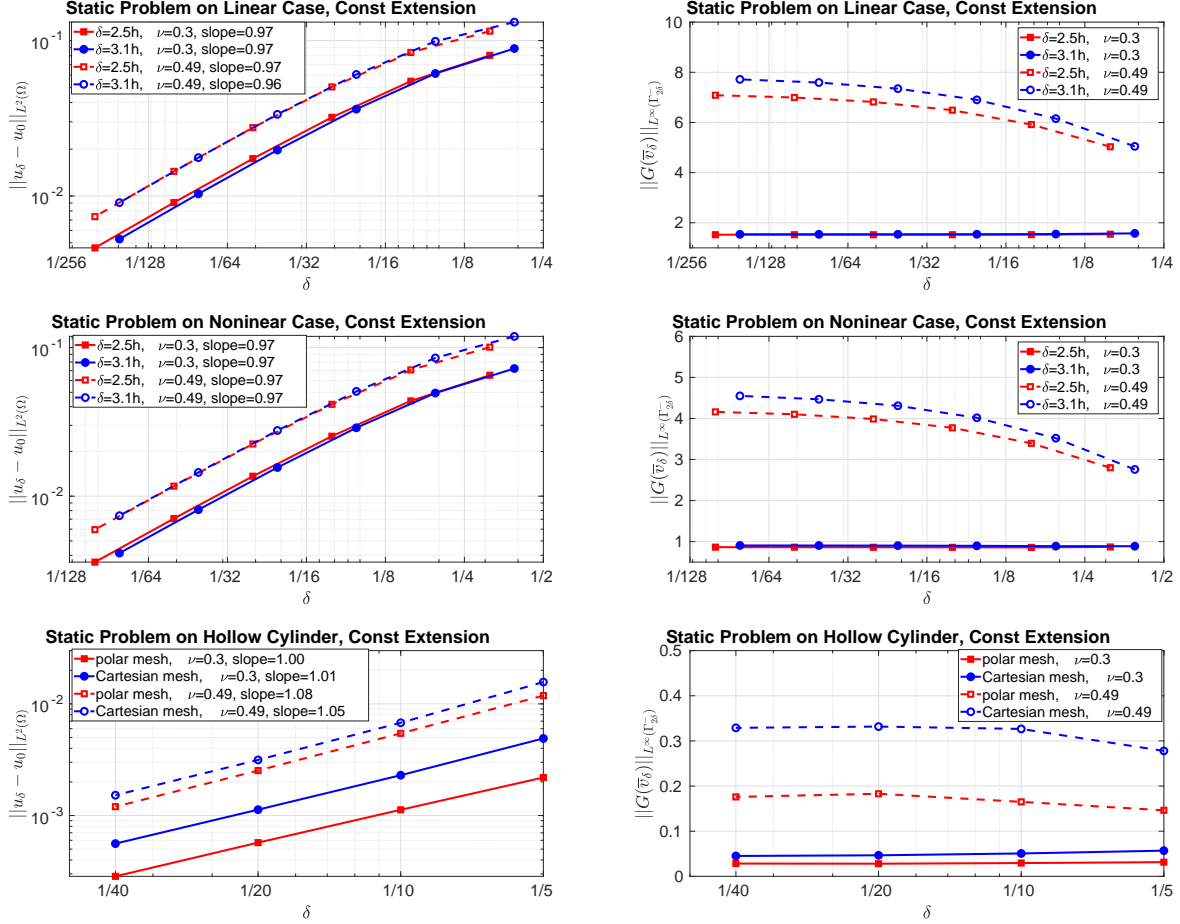 Static Problem on Linear Case, Const Extension
δ=2.5h, ν=0.3, slope=0.97
δ=3.1h, ν=0.3, slope=0.97
δ=2.5h, ν=0.49, slope=0.97
δ=3.1h, ν=0.49, slope=0.96
10^{-1}
10^{-2}
||u_δ − u_0||_{L^2(Ω)}
1/256 1/128 1/64 1/32 1/16 1/8 1/4
δ
Static Problem on Linear Case, Const Extension
δ=2.5h, ν=0.3
δ=3.1h, ν=0.3
δ=2.5h, ν=0.49
δ=3.1h, ν=0.49
10
8
6
4
2
||G(v̅_δ)||_{L^∞(Γ^-_{2δ})}
1/256 1/128 1/64 1/32 1/16 1/8 1/4
δ
Static Problem on Noninear Case, Const Extension
δ=2.5h, ν=0.3, slope=0.97
δ=3.1h, ν=0.3, slope=0.97
δ=2.5h, ν=0.49, slope=0.97
δ=3.1h, ν=0.49, slope=0.97
10^{-1}
10^{-2}
||u_δ − u_0||_{L^2(Ω)}
1/128 1/64 1/32 1/16 1/8 1/4 1/2
δ
Static Problem on Noninear Case, Const Extension
δ=2.5h, ν=0.3
δ=3.1h, ν=0.3
δ=2.5h, ν=0.49
δ=3.1h, ν=0.49
6
5
4
3
2
1
||G(v̅_δ)||_{L^∞(Γ^-_{2δ})}
1/128 1/64 1/32 1/16 1/8 1/4 1/2
δ
Static Problem on Hollow Cylinder, Const Extension
polar mesh, ν=0.3, slope=1.00
Cartesian mesh, ν=0.3, slope=1.01
polar mesh, ν=0.49, slope=1.08
Cartesian mesh, ν=0.49, slope=1.05
10^{-2}
10^{-3}
||u_δ − u_0||_{L^2(Ω)}
1/40 1/20 1/10 1/5
δ
Static Problem on Hollow Cylinder, Const Extension
polar mesh, ν=0.3
Cartesian mesh, ν=0.3
polar mesh, ν=0.49
Cartesian mesh, ν=0.49
0.5
0.4
0.3
0.2
0.1
0
||G(v̅_δ)||_{L^∞(Γ^-_{2δ})}
1/40 1/20 1/10 1/5
δ